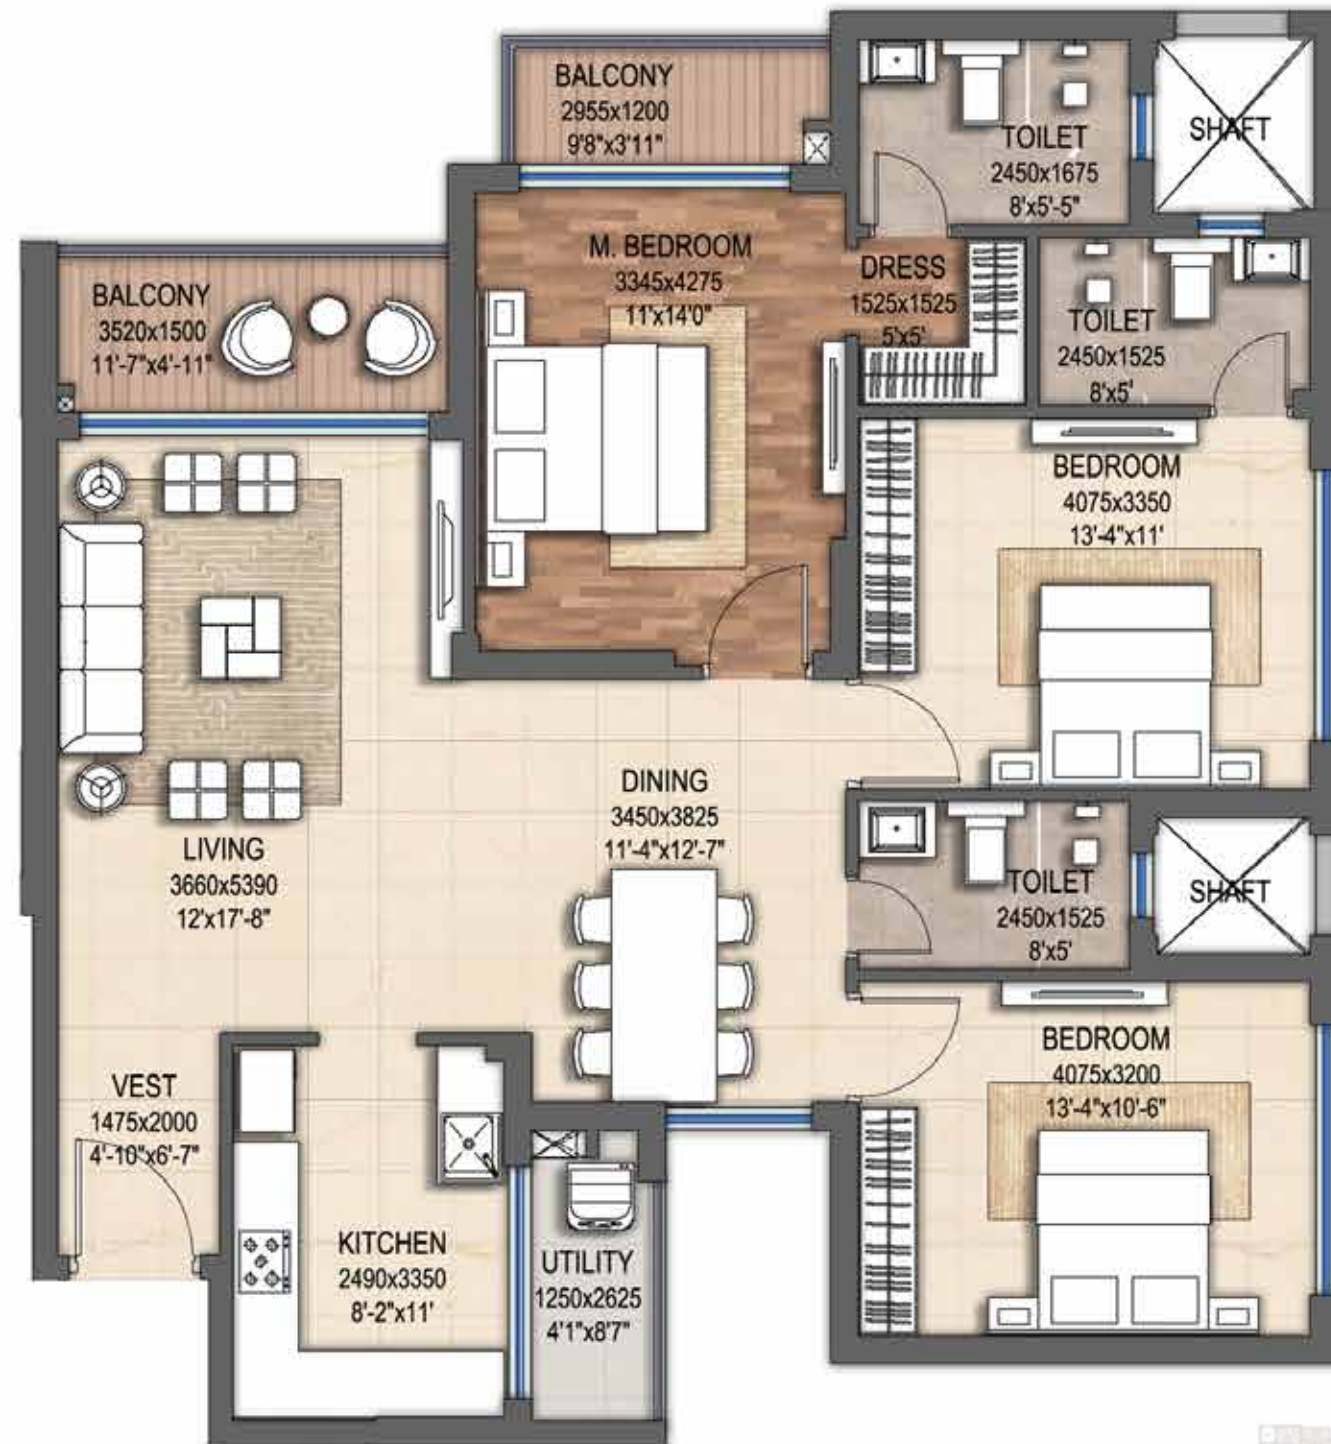 BALCONY
2955x1200
9'8"x3'11"
TOILET
2450x1675
8'x5'-5"
SHAFT
M. BEDROOM
3345x4275
11'x14'0"
DRESS
1525x1525
5'x5'
BALCONY
3520x1500
11'-7"x4'-11"
TOILET
2450x1525
8'x5'
BEDROOM
4075x3350
13'-4"x11'
DINING
3450x3825
11'-4"x12'-7"
LIVING
3660x5390
12'x17'-8"
TOILET
2450x1525
8'x5'
SHAFT
BEDROOM
4075x3200
13'-4"x10'-6"
VEST
1475x2000
4'-10"x6'-7"
KITCHEN
2490x3350
8'-2"x11'
UTILITY
1250x2625
4'1"x8'7"